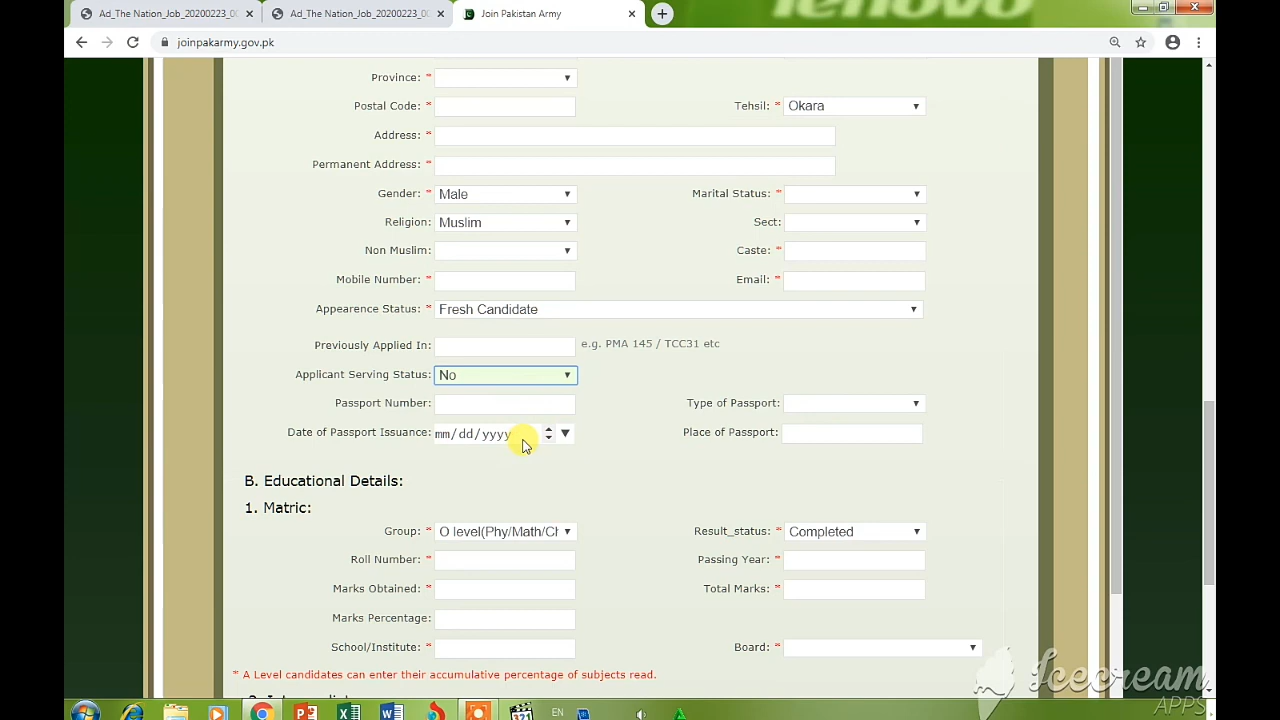 lenovo
Ad_The Nation_Job_20200223_0 Ad_The Nation_Job_20200223_0 Join Pakistan Army
joinpakarmy.gov.pk
Province: *
Postal Code: * Tehsil: * Okara
Address: *
Permanent Address: *
Gender: * Male Marital Status: *
Religion: Muslim Sect:
Non Muslim: Caste: *
Mobile Number: * Email: *
Appearence Status: * Fresh Candidate
Previously Applied In: e.g. PMA 145 / TCC31 etc
Applicant Serving Status: No
Passport Number: Type of Passport:
Date of Passport Issuance: mm/dd/yyyy Place of Passport:
B. Educational Details:
1. Matric:
Group: * O level(Phy/Math/Ch Result_status: * Completed
Roll Number: * Passing Year: *
Marks Obtained: * Total Marks: *
Marks Percentage:
School/Institute: * Board:
* A Level candidates can enter their accumulative percentage of subjects read.
Icecream
APPS
321 EN